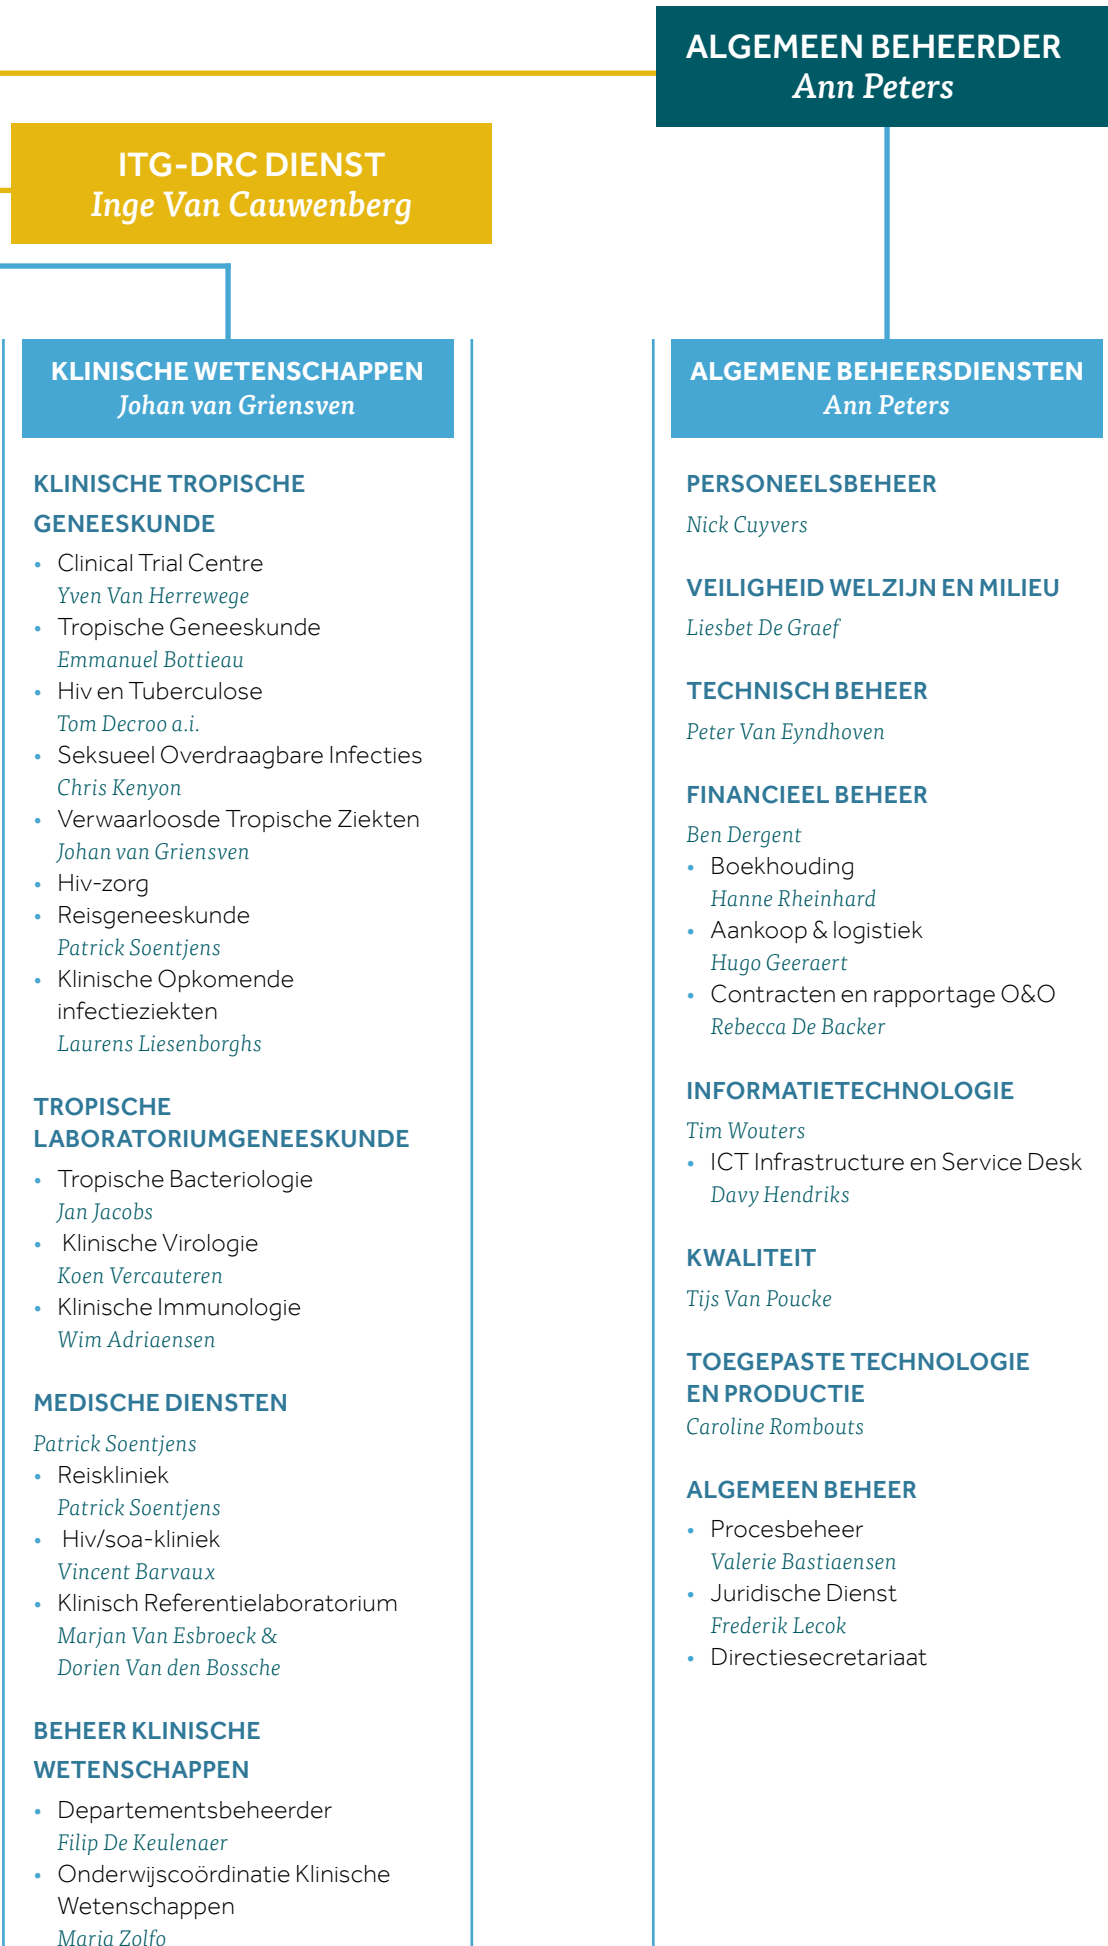 ALGEMEEN BEHEERDER
Ann Peters
ITG-DRC DIENST
Inge Van Cauwenberg
KLINISCHE WETENSCHAPPEN
Johan van Griensven
KLINISCHE TROPISCHE
GENEESKUNDE
• Clinical Trial Centre
Yven Van Herrewege
• Tropische Geneeskunde
Emmanuel Bottieau
• Hiv en Tuberculose
Tom Decroo a.i.
• Seksueel Overdraagbare Infecties
Chris Kenyon
• Verwaarloosde Tropische Ziekten
Johan van Griensven
• Hiv-zorg
• Reisgeneeskunde
Patrick Soentjens
• Klinische Opkomende
infectieziekten
Laurens Liesenborghs
TROPISCHE
LABORATORIUMGENEESKUNDE
• Tropische Bacteriologie
Jan Jacobs
• Klinische Virologie
Koen Vercauteren
• Klinische Immunologie
Wim Adriaensen
MEDISCHE DIENSTEN
Patrick Soentjens
• Reiskliniek
Patrick Soentjens
• Hiv/soa-kliniek
Vincent Barvaux
• Klinisch Referentielaboratorium
Marjan Van Esbroeck &
Dorien Van den Bossche
BEHEER KLINISCHE
WETENSCHAPPEN
• Departementsbeheerder
Filip De Keulenaer
• Onderwijscoördinatie Klinische
Wetenschappen
Maria Zolfo
ALGEMENE BEHEERSDIENSTEN
Ann Peters
PERSONEELSBEHEER
Nick Cuyvers
VEILIGHEID WELZIJN EN MILIEU
Liesbet De Graef
TECHNISCH BEHEER
Peter Van Eyndhoven
FINANCIEEL BEHEER
Ben Dergent
• Boekhouding
Hanne Rheinhard
• Aankoop & logistiek
Hugo Geeraert
• Contracten en rapportage O&O
Rebecca De Backer
INFORMATIETECHNOLOGIE
Tim Wouters
• ICT Infrastructure en Service Desk
Davy Hendriks
KWALITEIT
Tijs Van Poucke
TOEGEPASTE TECHNOLOGIE
EN PRODUCTIE
Caroline Rombouts
ALGEMEEN BEHEER
• Procesbeheer
Valerie Bastiaensen
• Juridische Dienst
Frederik Lecok
• Directiesecretariaat